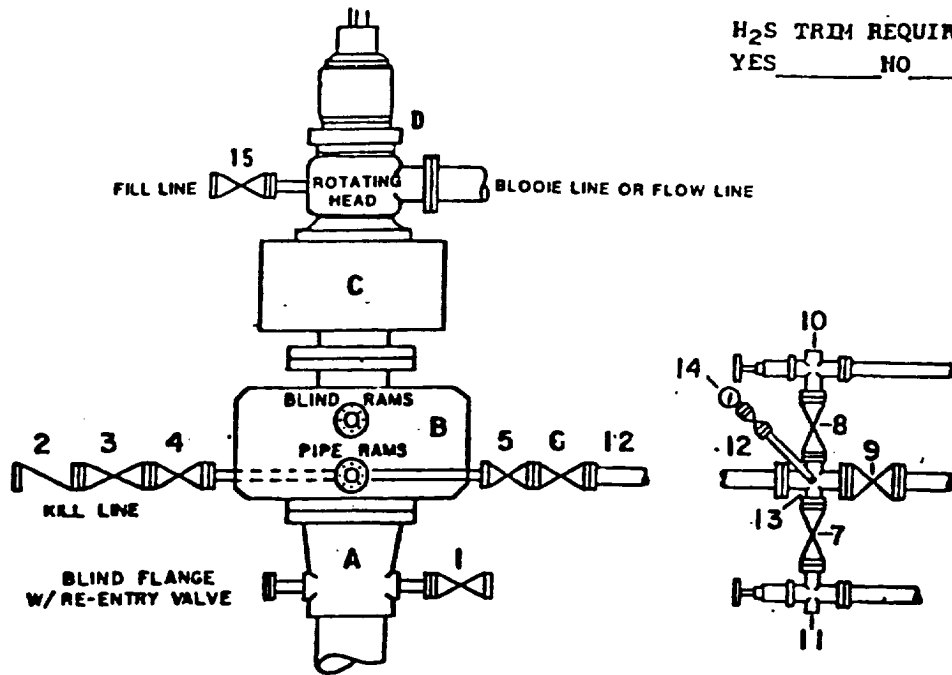 H₂S TRIM REQUIR
YES_______ NO____
D
15
FILL LINE
ROTATING
HEAD
BLOOIE LINE OR FLOW LINE
C
10
14
BLIND RAMS
B
8
2 3 4
PIPE RAMS
5 6 12
12
9
KILL LINE
13
7
A
1
BLIND FLANGE
W/ RE-ENTRY VALVE
11